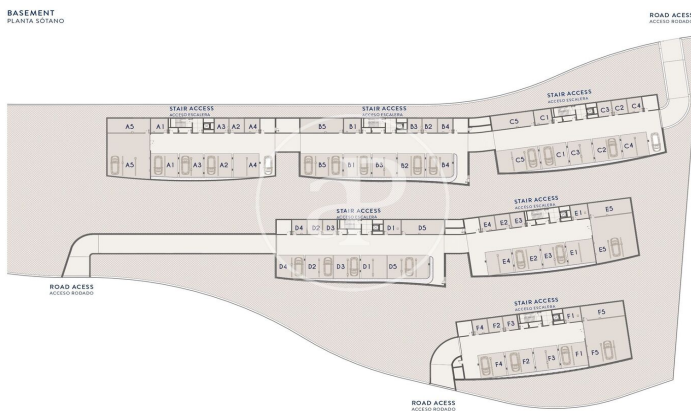 BASEMENT
PLANTA SÓTANO
ROAD ACESS
ACCESO RODADO
STAIR ACCESS
ACCESO ESCALERA
STAIR ACCESS
ACCESO ESCALERA
STAIR ACCESS
ACCESO ESCALERA
A5 A1 A3 A2 A4
B5 B1 B3 B2 B4
C5 C1 C3 C2 C4
A5 A1 A3 A2 A4
B5 B1 B3 B2 B4
C5 C1 C3 C2 C4
aP
STAIR ACCESS
ACCESO ESCALERA
STAIR ACCESS
ACCESO ESCALERA
D4 D2 D3 D1 D5
E4 E2 E3 E1 E5
D4 D2 D3 D1 D5
E4 E2 E3 E1 E5
ROAD ACESS
ACCESO RODADO
STAIR ACCESS
ACCESO ESCALERA
F4 F2 F3 F1 F5
F4 F2 F3 F1 F5
ROAD ACESS
ACCESO RODADO